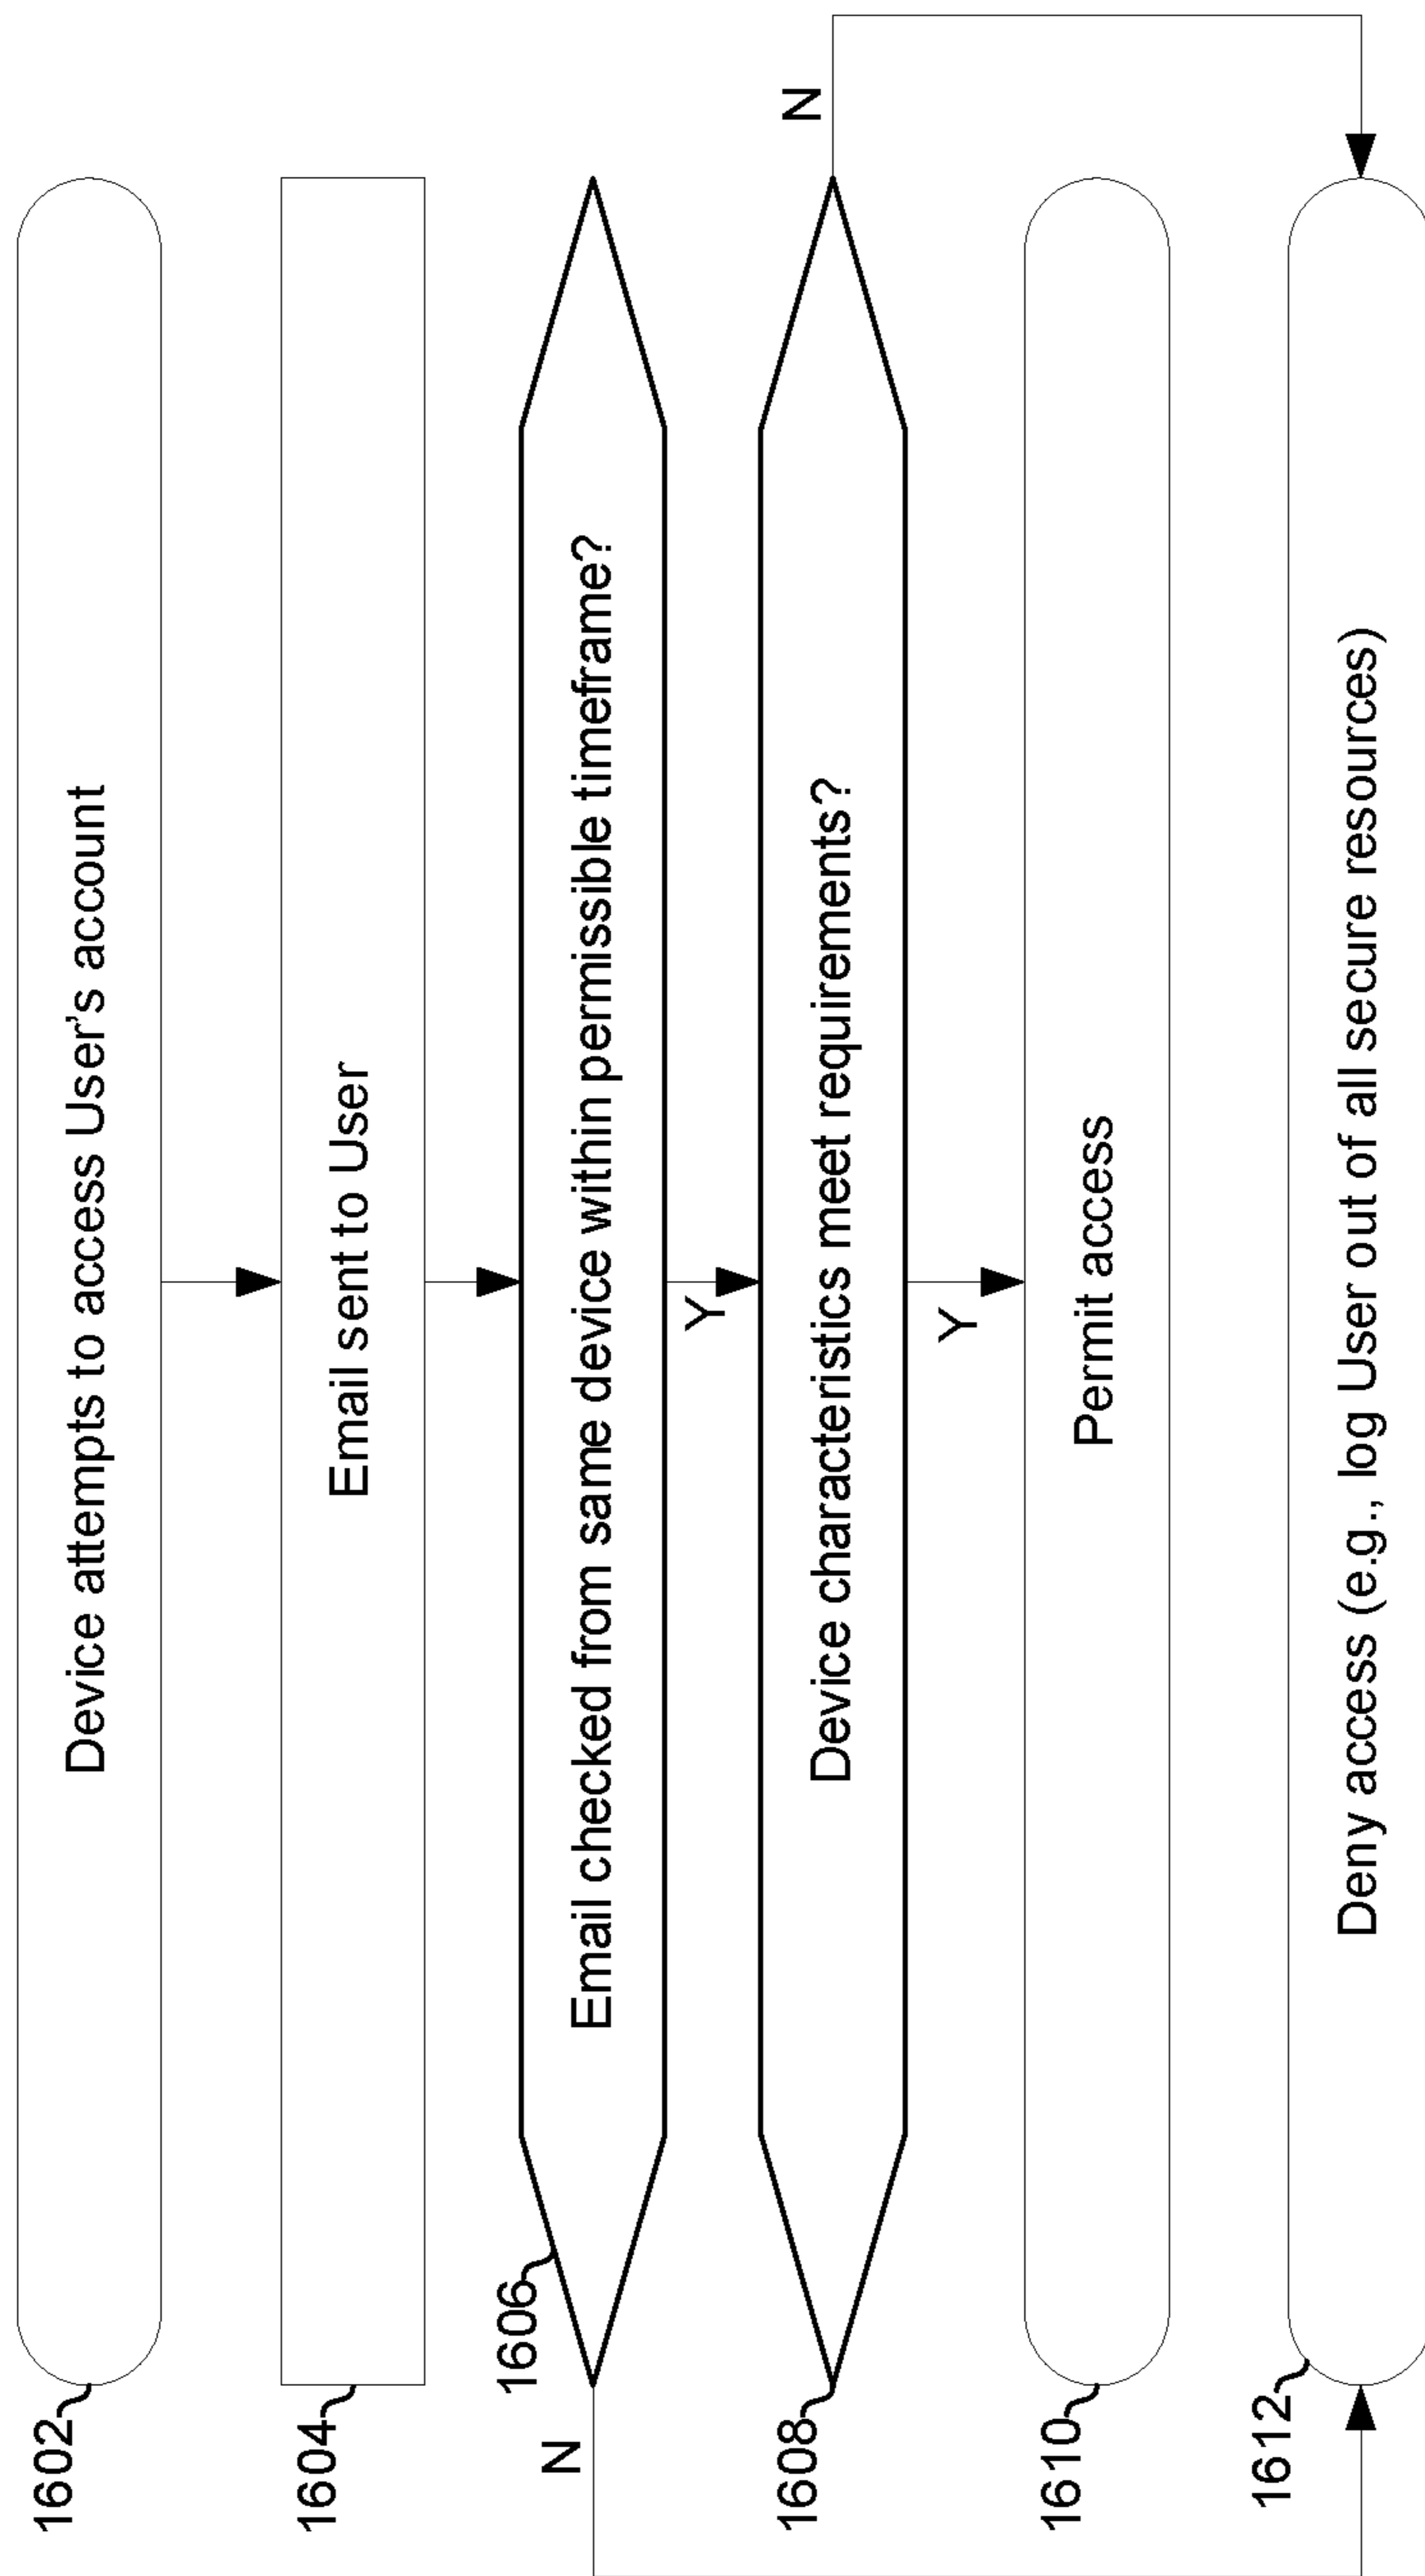 1602
Device attempts to access User's account
1604
Email sent to User
1606
Email checked from same device within permissible timeframe?
N
Y
1608
Device characteristics meet requirements?
N
Y
1610
Permit access
1612
Deny access (e.g., log User out of all secure resources)